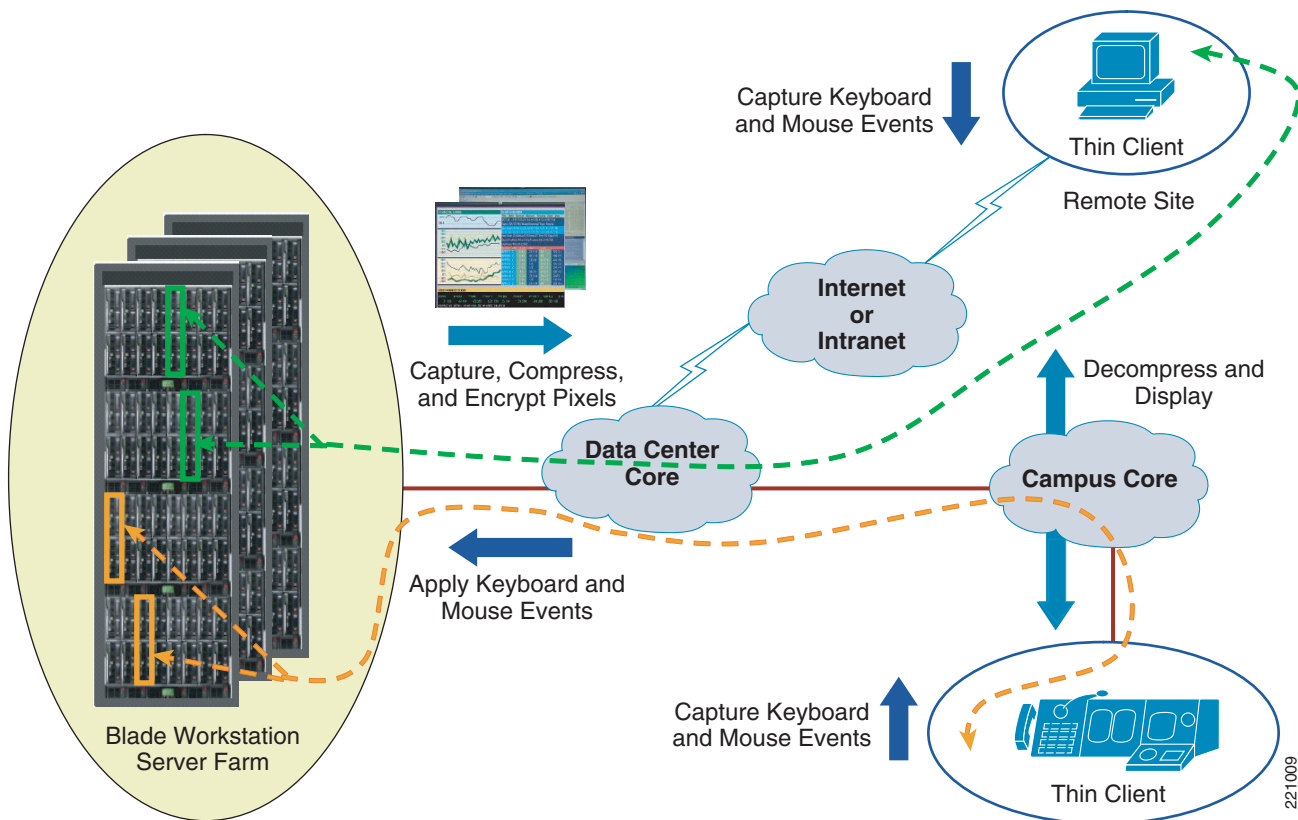 Capture Keyboard
and Mouse Events
Thin Client
Remote Site
Internet
or
Intranet
Capture, Compress,
and Encrypt Pixels
Decompress and
Display
Data Center
Core
Campus Core
Apply Keyboard and
Mouse Events
Blade Workstation
Server Farm
Capture Keyboard
and Mouse Events
Thin Client
221009